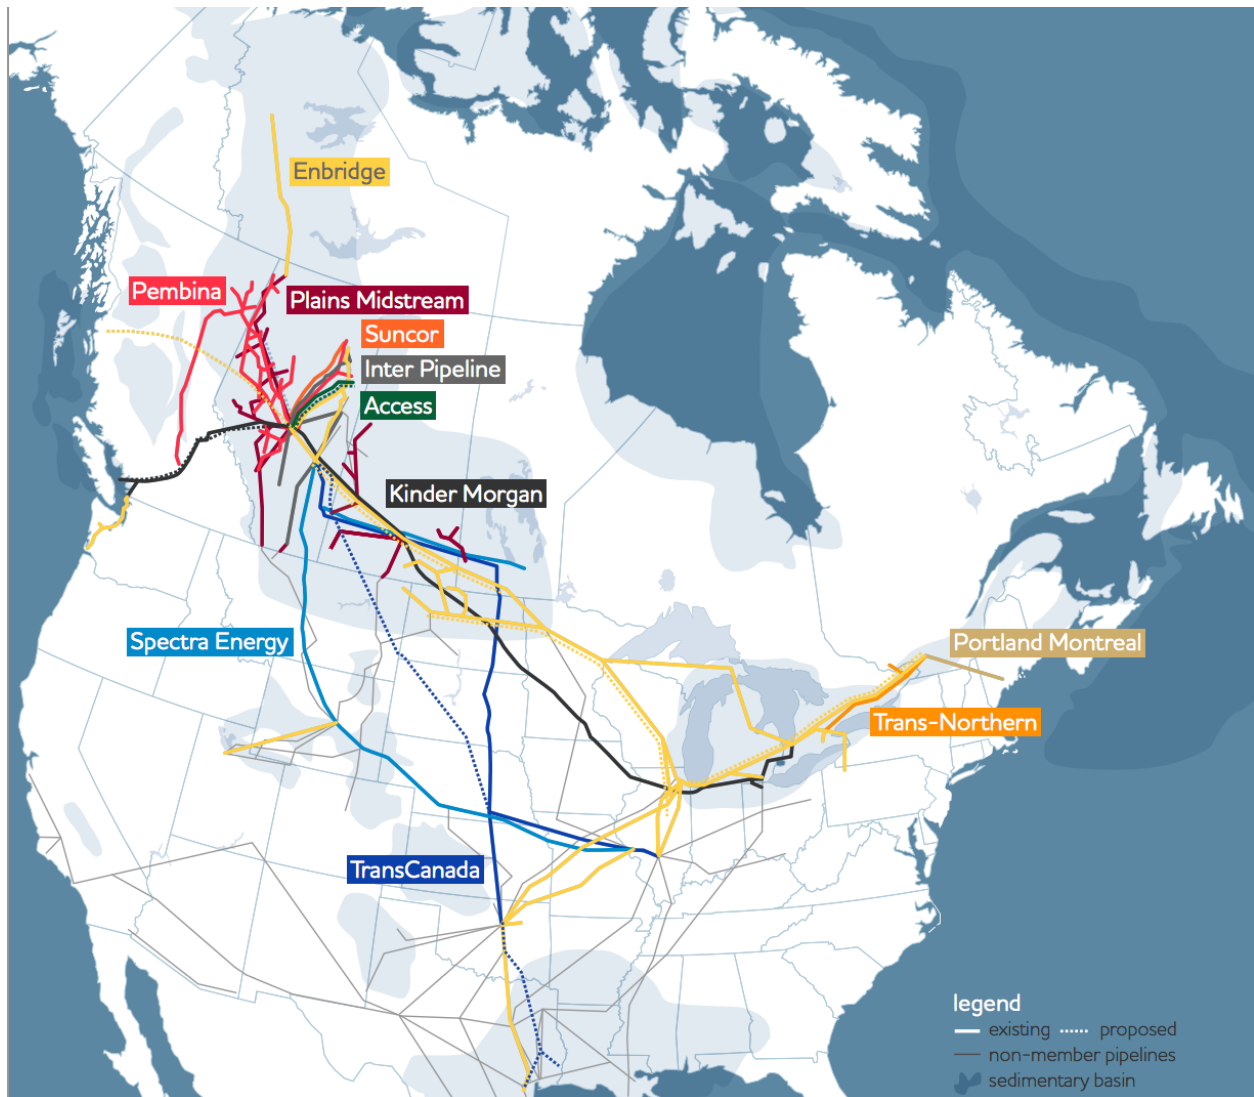 Enbridge
Pembina
Plains Midstream
Sucor
Inter Pipeline
Access
Kinder Morgan
Spectra Energy
Portland Montreal
Trans-Northern
TransCanada
legend
existing proposed
non-member pipelines
sedimentary basin